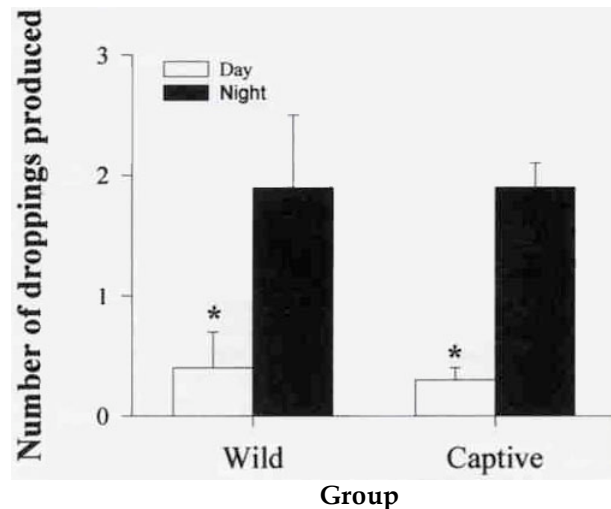 Number of droppings produced
3
2
1
0
Day
Night
*
*
Wild
Captive
Group